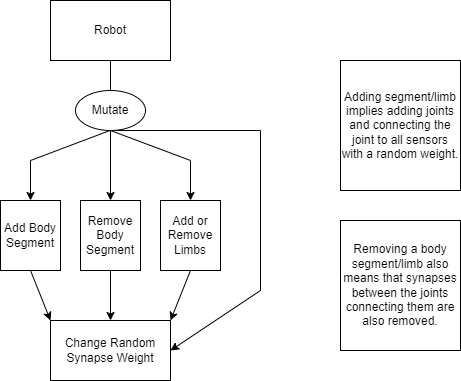 Robot
Mutate
Adding segment/limb
implies adding joints
and connecting the
joint to all sensors
with a random weight.
Add Body
Segment
Remove
Body
Segment
Add or
Remove
Limbs
Removing a body
segment/limb also
means that synapses
between the joints
connecting them are
also removed.
Change Random
Synapse Weight